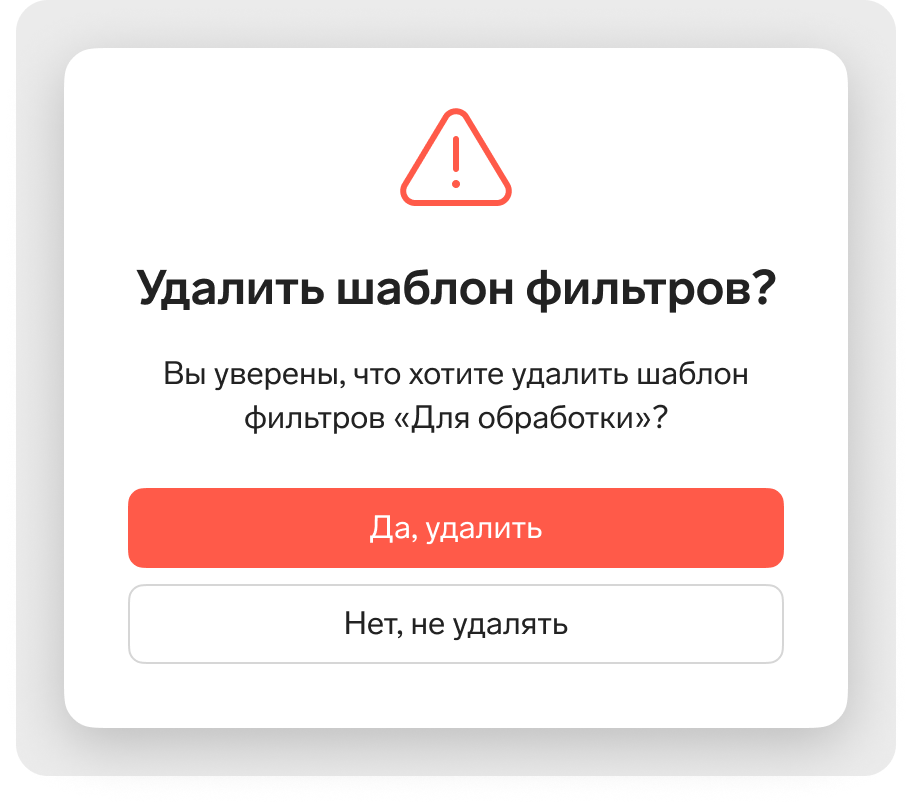 Удалить шаблон фильтров?
Вы уверены, что хотите удалить шаблон
фильтров «Для обработки»?
Да, удалить
Нет, не удалять